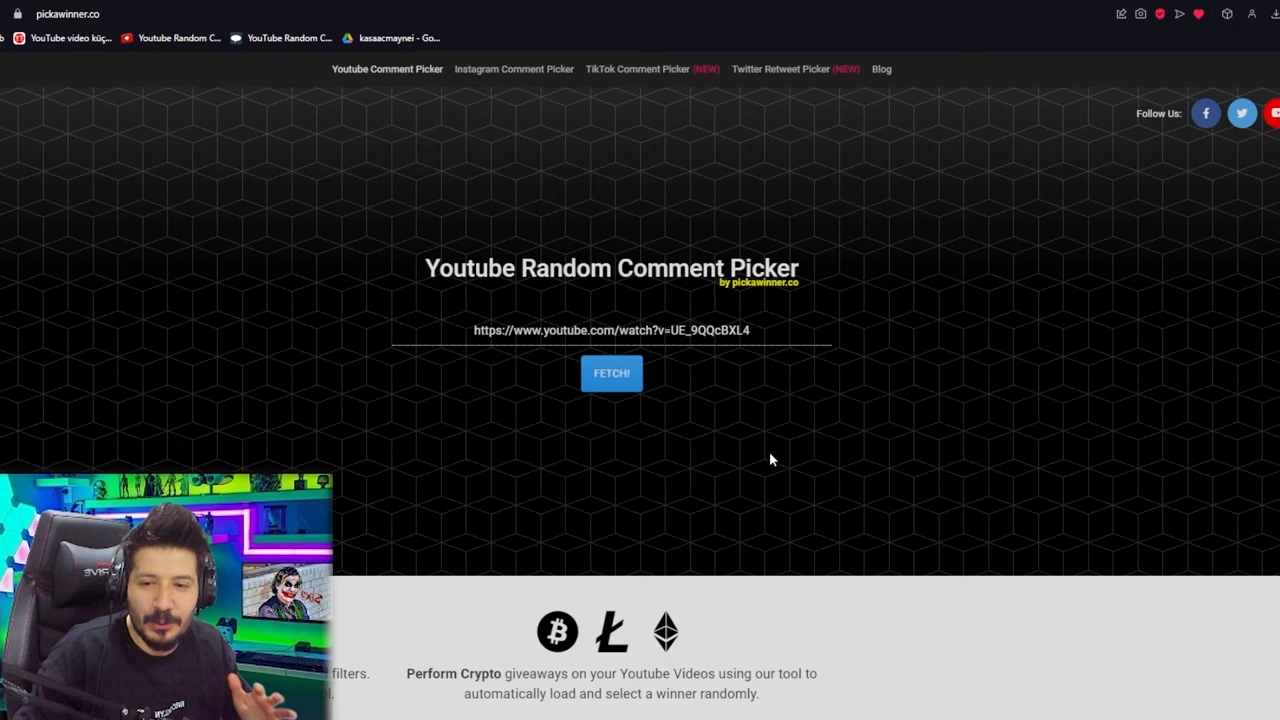 pickawinner.co
YouTube video küç...
YouTube Random C...
YouTube Random C...
kasaacmaynei - Go...
Youtube Comment Picker
Instagram Comment Picker
TikTok Comment Picker (NEW)
Twitter Retweet Picker (NEW)
Blog
Follow Us:
Youtube Random Comment Picker
by pickawinner.co
https://www.youtube.com/watch?v=UE_9QQcBXL4
FETCH!
filters.
Perform Crypto giveaways on your Youtube Videos using our tool to
automatically load and select a winner randomly.